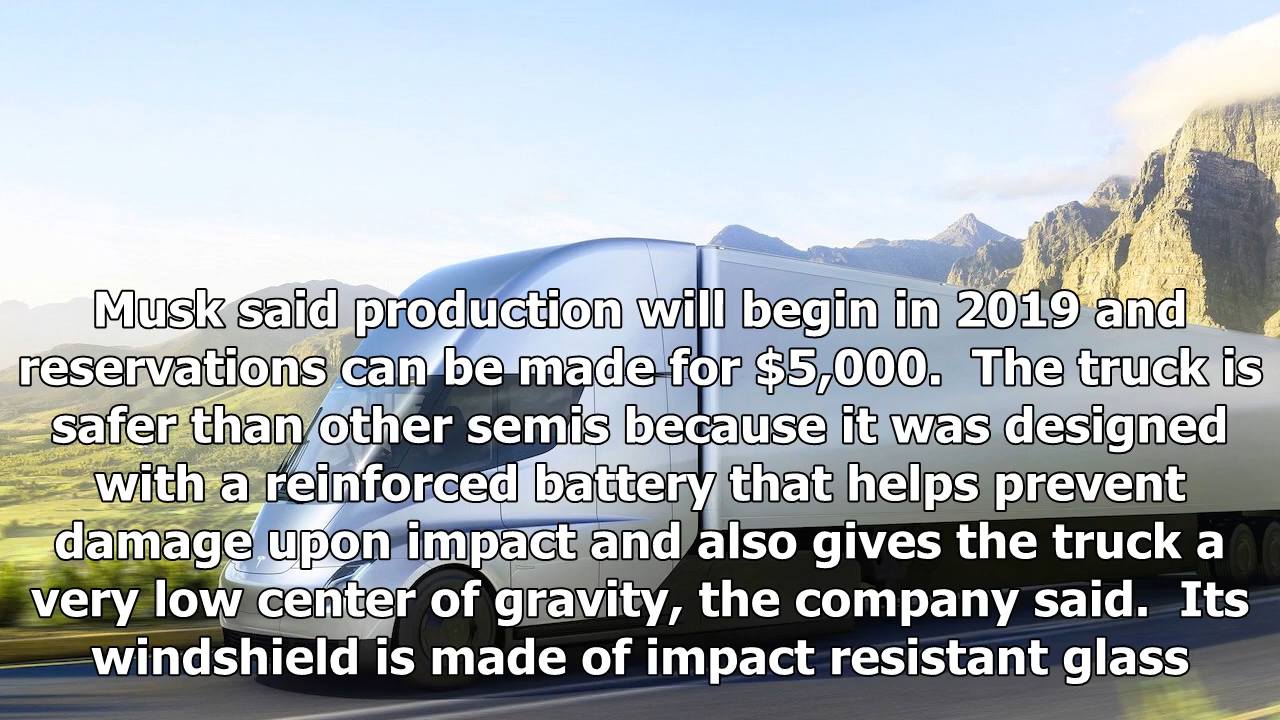 Musk said production will begin in 2019 and
reservations can be made for $5,000.  The truck is
safer than other semis because it was designed
with a reinforced battery that helps prevent
damage upon impact and also gives the truck a
very low center of gravity, the company said.  Its
windshield is made of impact resistant glass